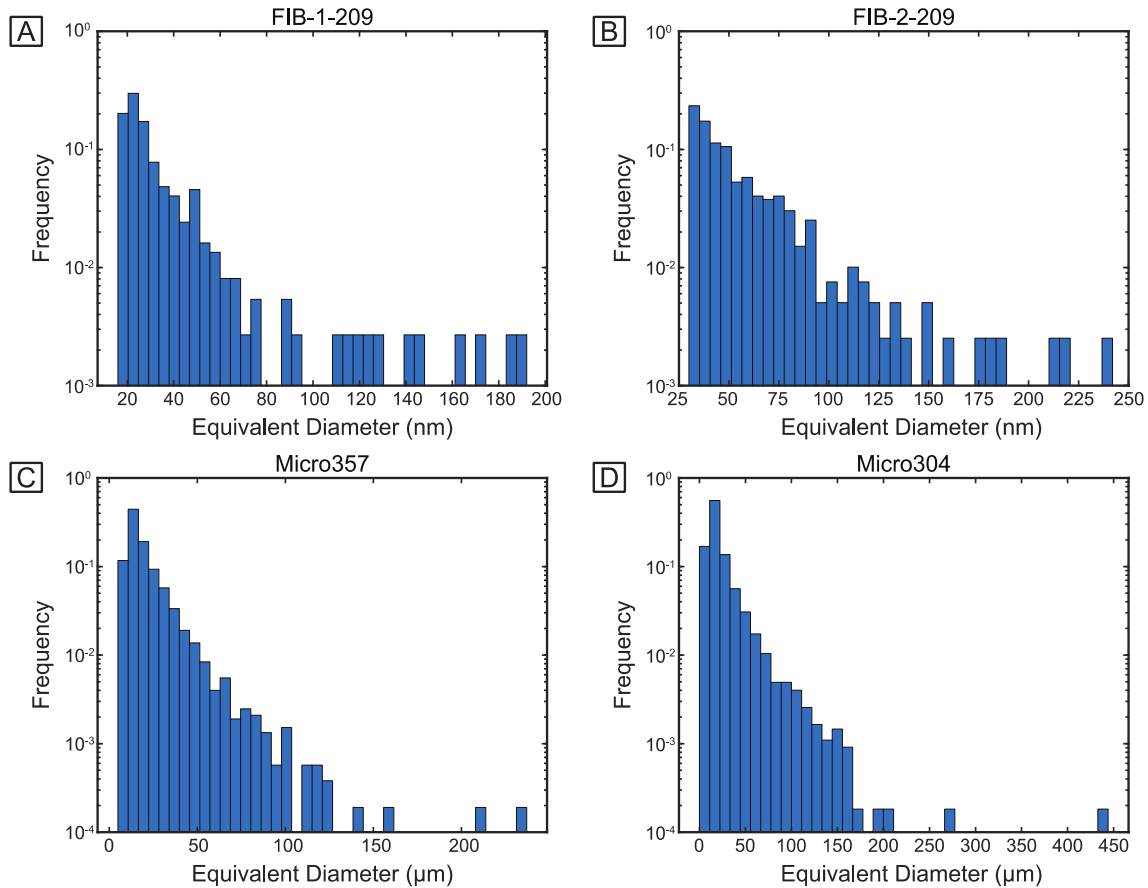 A
FIB-1-209
10^0
10^-1
10^-2
10^-3
Frequency
20 40 60 80 100 120 140 160 180 200
Equivalent Diameter (nm)
B
FIB-2-209
10^0
10^-1
10^-2
10^-3
Frequency
25 50 75 100 125 150 175 200 225 250
Equivalent Diameter (nm)
C
Micro357
10^0
10^-1
10^-2
10^-3
10^-4
Frequency
0 50 100 150 200
Equivalent Diameter (µm)
D
Micro304
10^0
10^-1
10^-2
10^-3
10^-4
Frequency
0 50 100 150 200 250 300 350 400 450
Equivalent Diameter (µm)